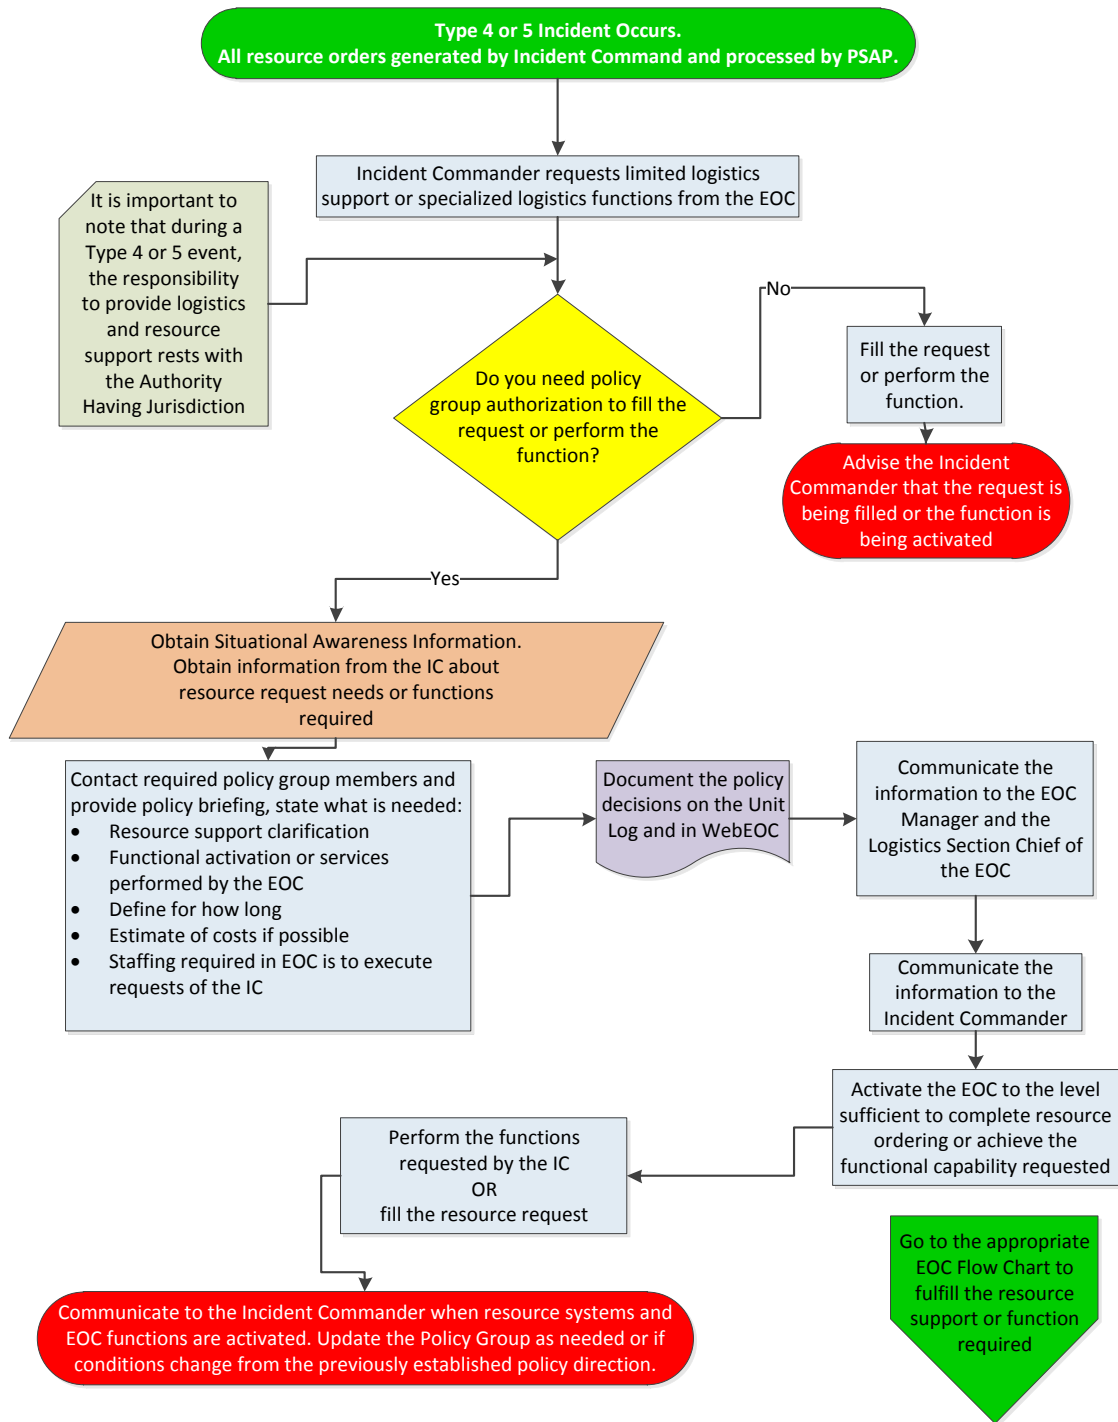 Type 4 or 5 Incident Occurs.
All resource orders generated by Incident Command and processed by PSAP.
Incident Commander requests limited logistics
support or specialized logistics functions from the EOC
It is important to
note that during a
Type 4 or 5 event,
the responsibility
to provide logistics
and resource
support rests with
the Authority
Having Jurisdiction
Do you need policy
group authorization to fill the
request or perform the
function?
No
Fill the request
or perform the
function.
Advise the Incident
Commander that the request is
being filled or the function is
being activated
Yes
Obtain Situational Awareness Information.
Obtain information from the IC about
resource request needs or functions
required
Contact required policy group members and
provide policy briefing, state what is needed:
• Resource support clarification
• Functional activation or services
performed by the EOC
• Define for how long
• Estimate of costs if possible
• Staffing required in EOC is to execute
requests of the IC
Document the policy
decisions on the Unit
Log and in WebEOC
Communicate the
information to the EOC
Manager and the
Logistics Section Chief of
the EOC
Communicate the
information to the
Incident Commander
Activate the EOC to the level
sufficient to complete resource
ordering or achieve the
functional capability requested
Perform the functions
requested by the IC
OR
fill the resource request
Go to the appropriate
EOC Flow Chart to
fulfill the resource
support or function
required
Communicate to the Incident Commander when resource systems and
EOC functions are activated. Update the Policy Group as needed or if
conditions change from the previously established policy direction.